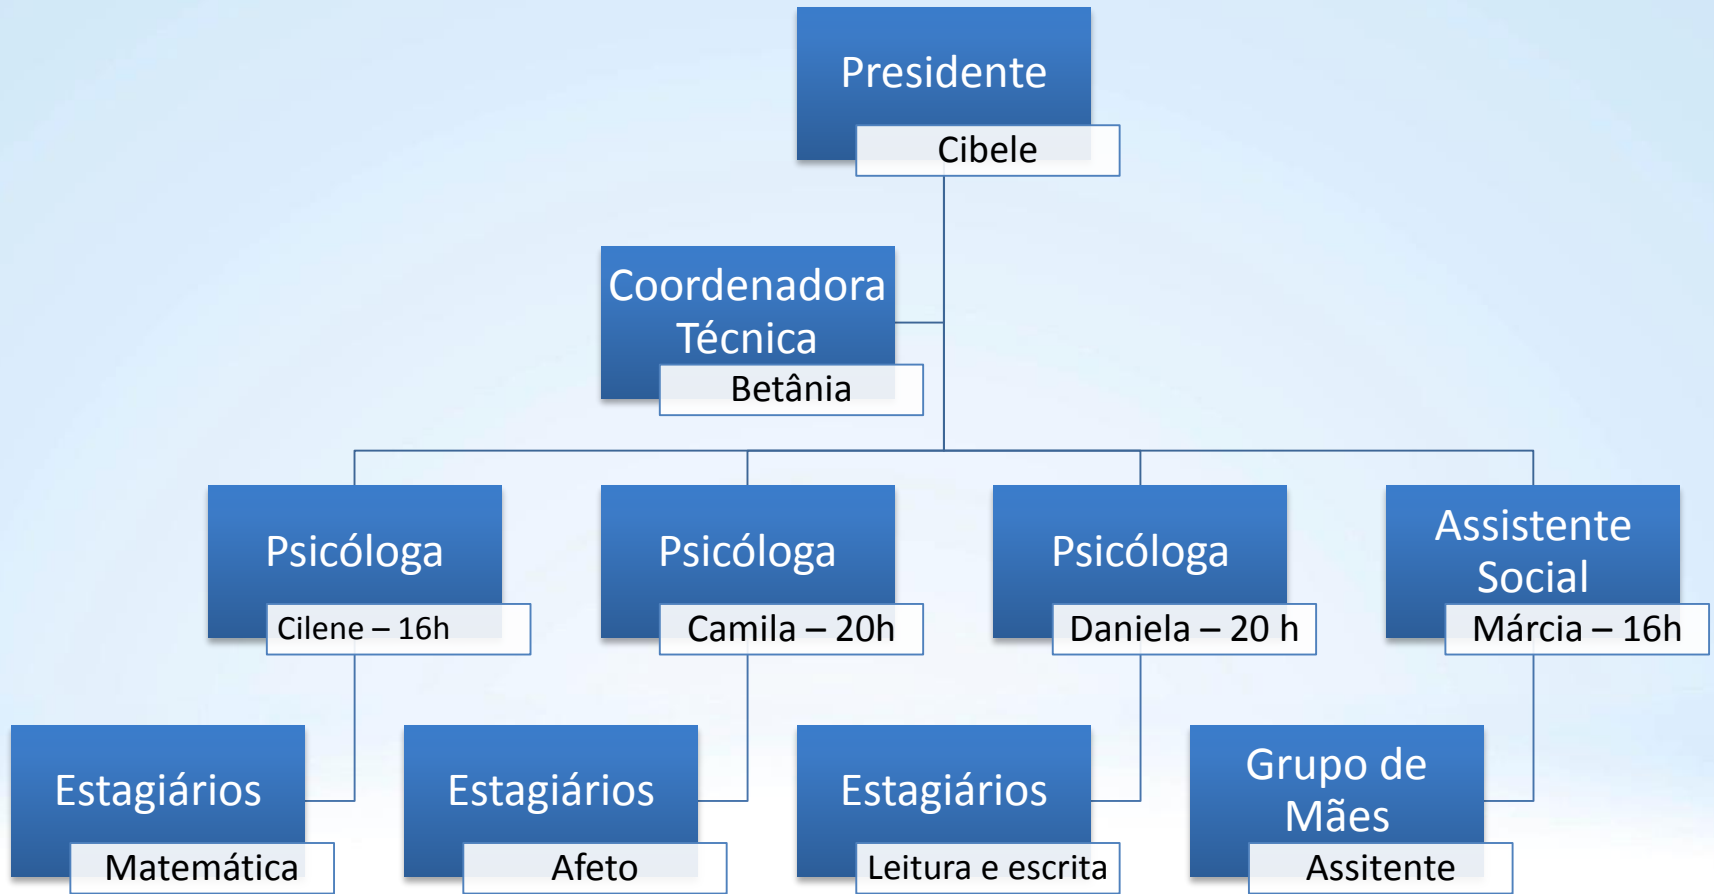 Presidente
Cibele
Coordenadora
Técnica
Betânia
Psicóloga
Cilene – 16h
Psicóloga
Camila – 20h
Psicóloga
Daniela – 20 h
Assistente
Social
Márcia – 16h
Estagiários
Matemática
Estagiários
Afeto
Estagiários
Leitura e escrita
Grupo de
Mães
Assitente